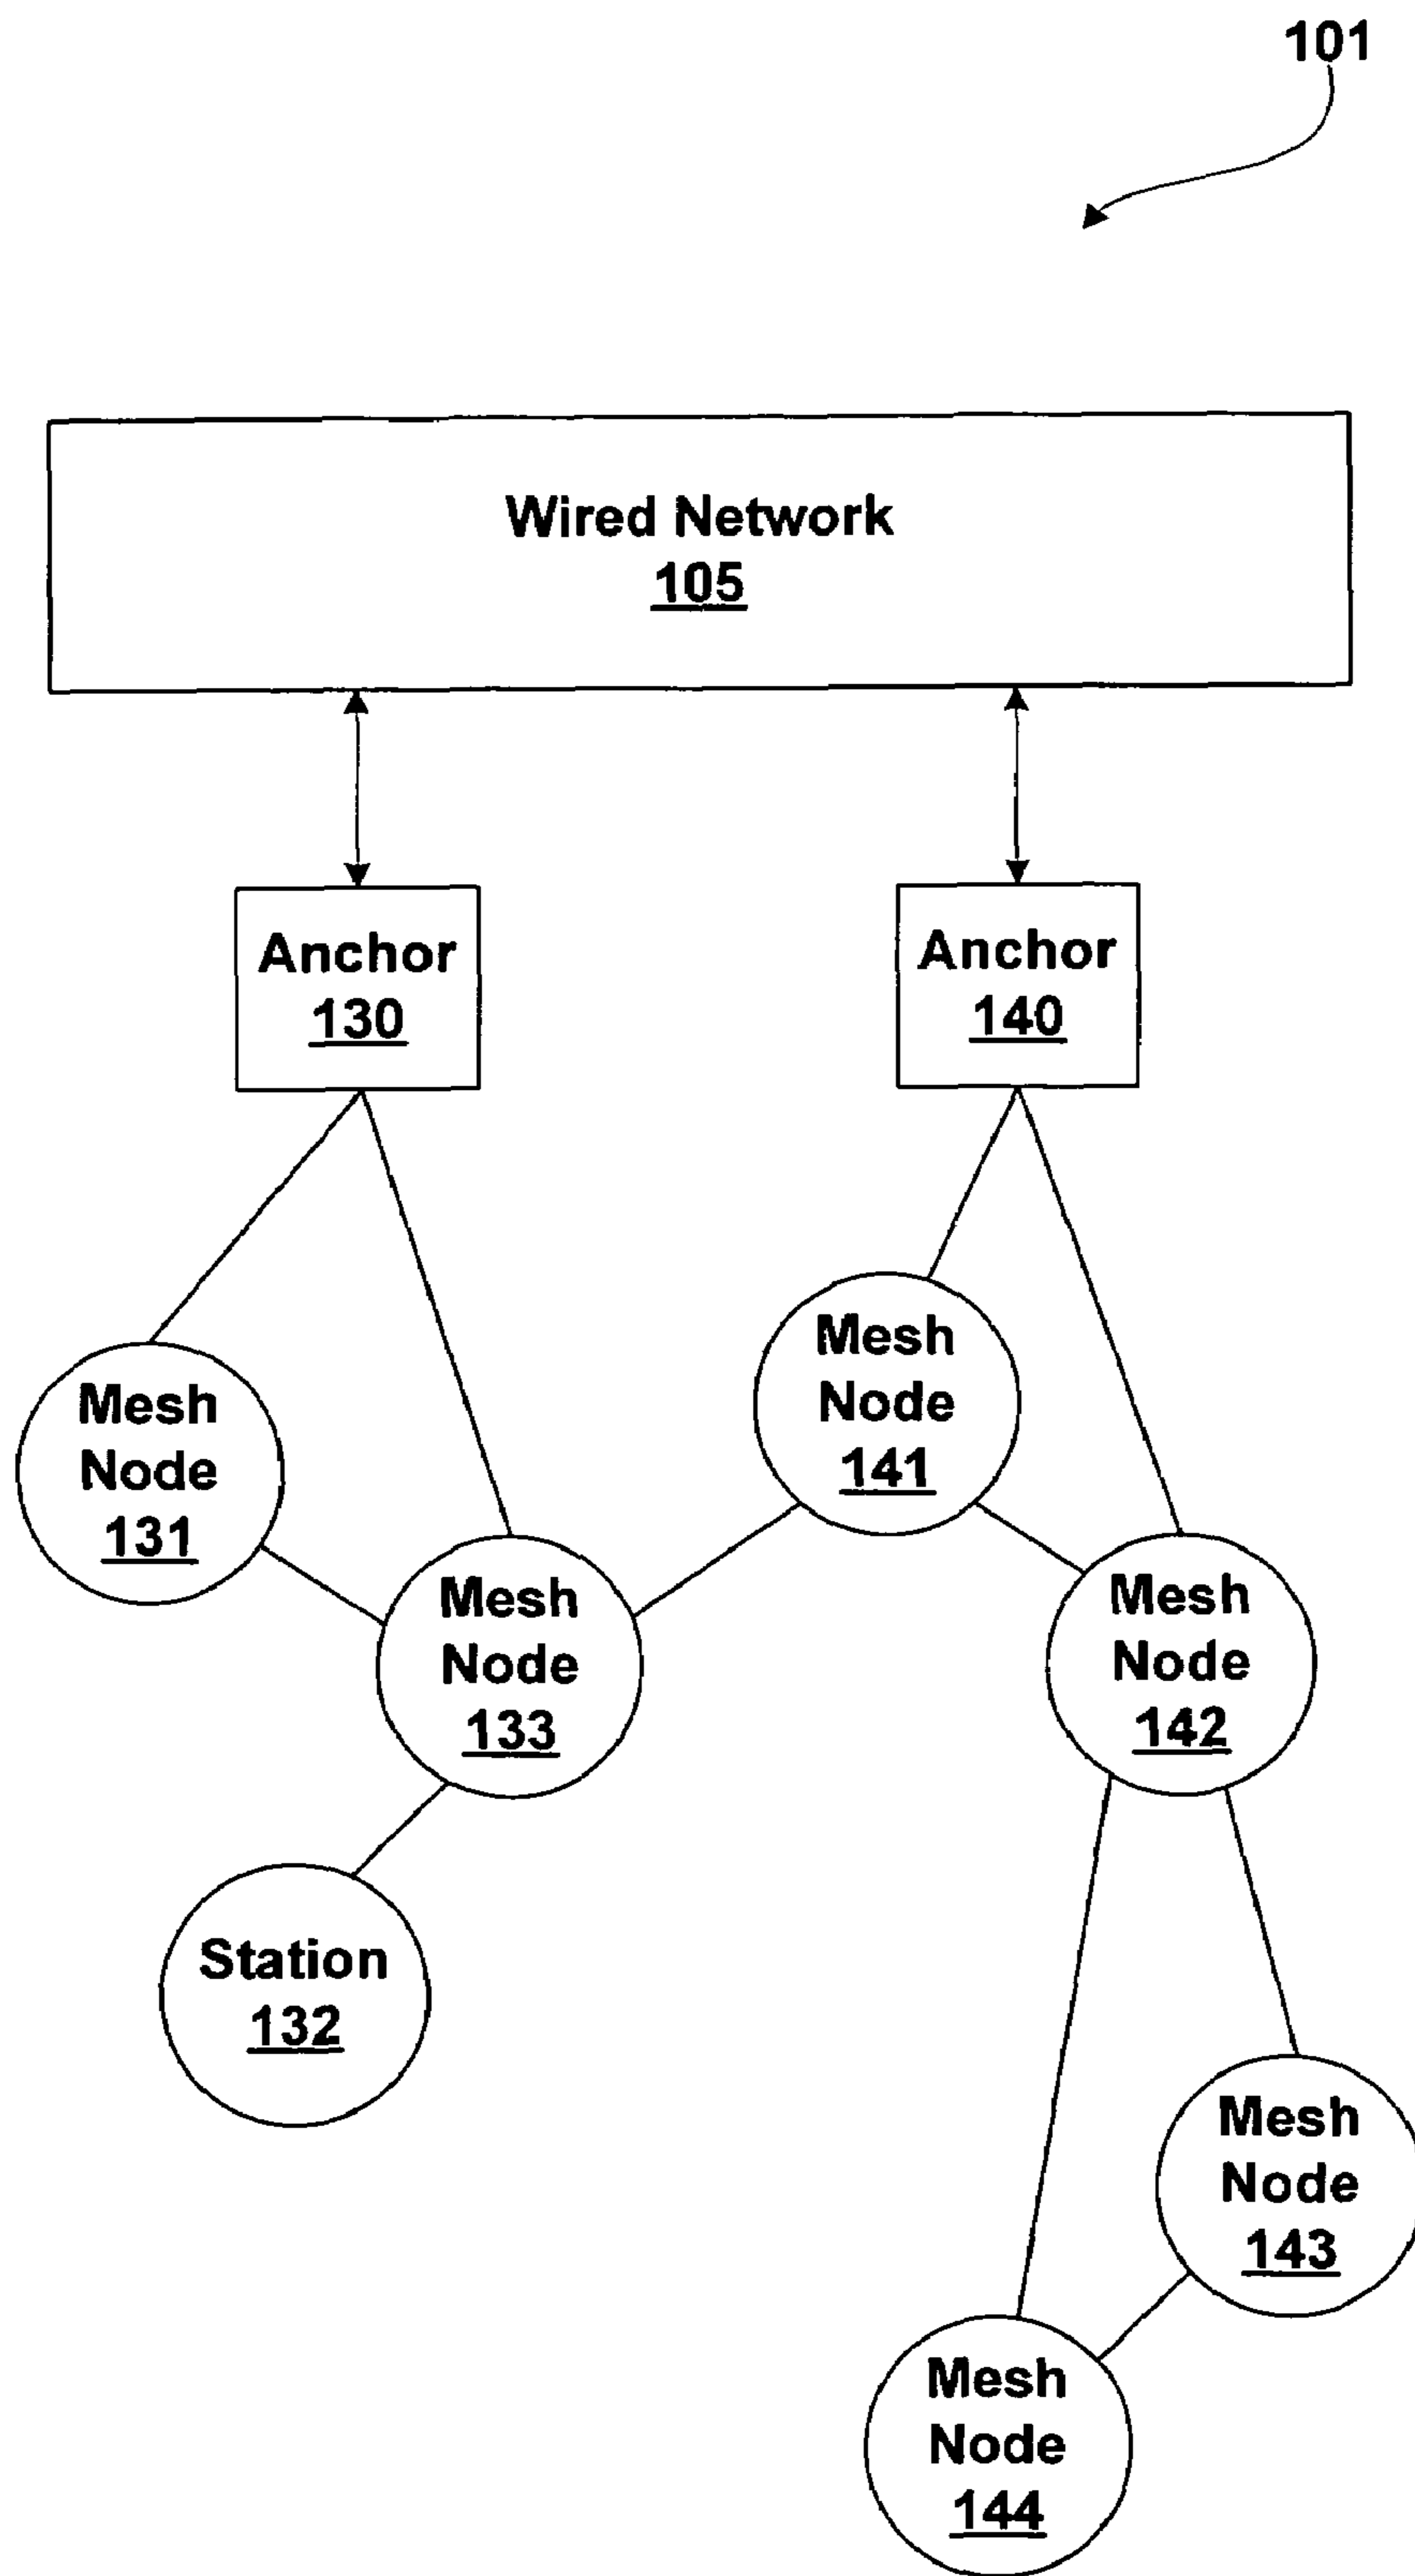 101
Wired Network
105
Anchor
130
Anchor
140
Mesh
Node
141
Mesh
Node
131
Mesh
Node
133
Mesh
Node
142
Station
132
Mesh
Node
143
Mesh
Node
144